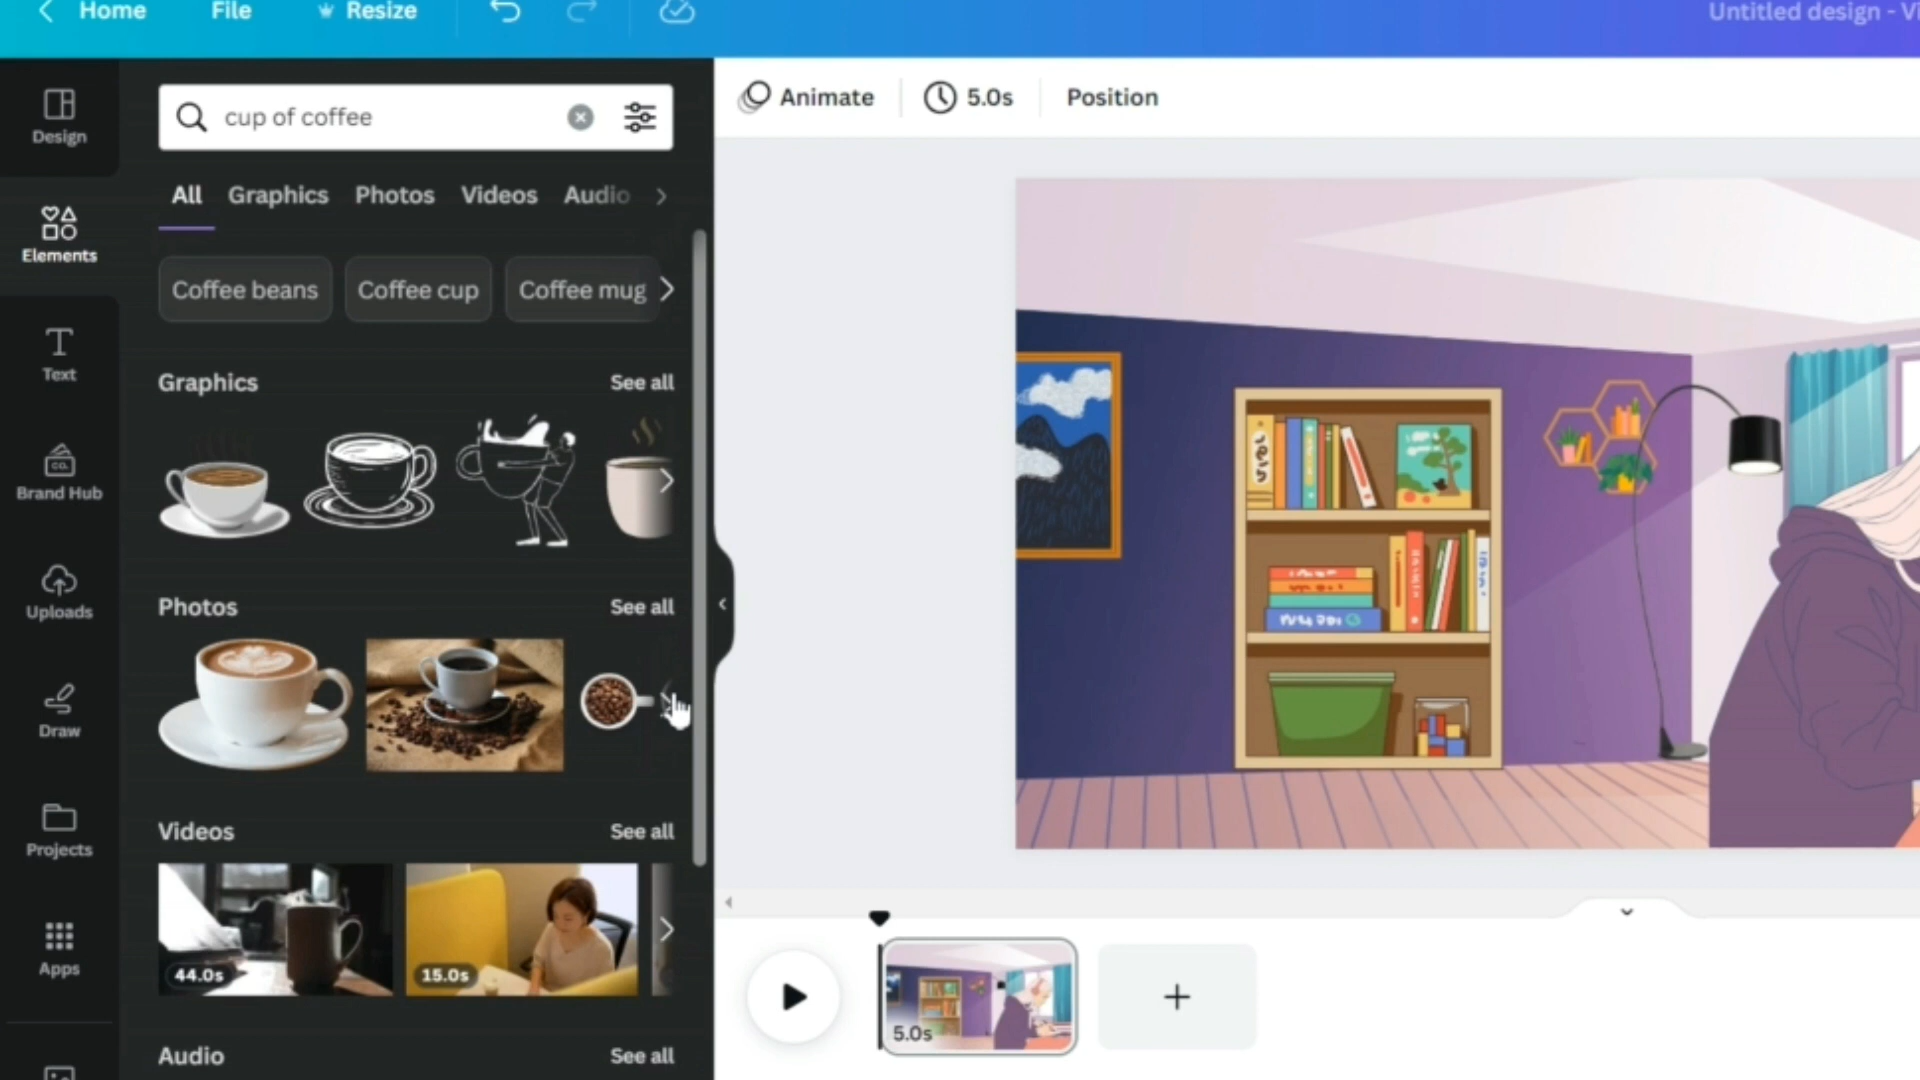 Home File Resize Untitled design - Vi
Animate 5.0s Position
cup of coffee
All Graphics Photos Videos Audio
Coffee beans Coffee cup Coffee mug
Graphics See all
Photos See all
Videos See all
44.0s 15.0s
Audio See all
Design
Elements
Text
CO.
Brand Hub
Uploads
Draw
Projects
Apps
5.0s